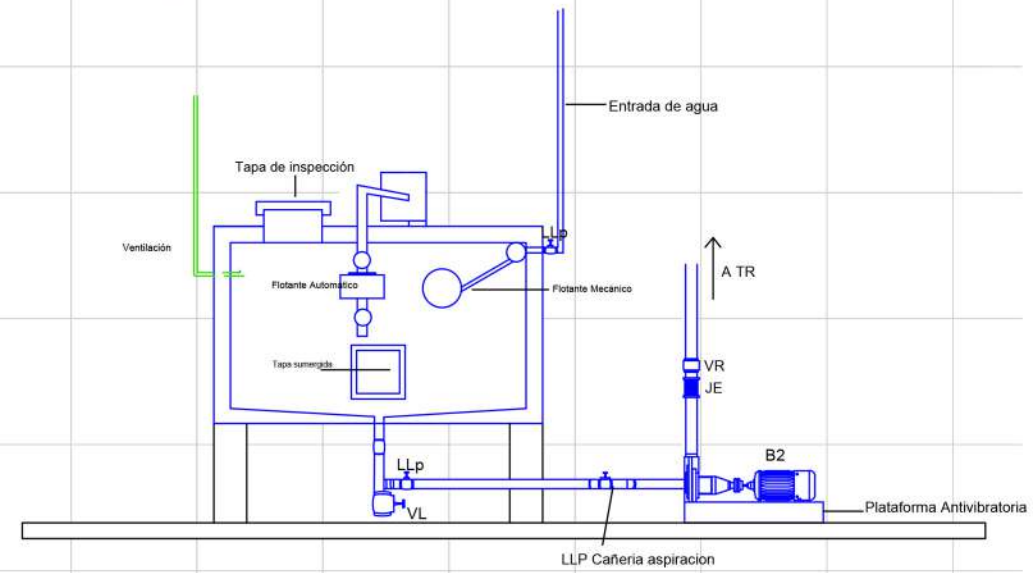 Entrada de agua
Tapa de inspección
LLp
Ventilación
A TR
Flotante Automático
Flotante Mecánico
Tapa sumergida
VR
JE
B2
LLp
VL
Plataforma Antivibratoria
LLP Cañeria aspiracion